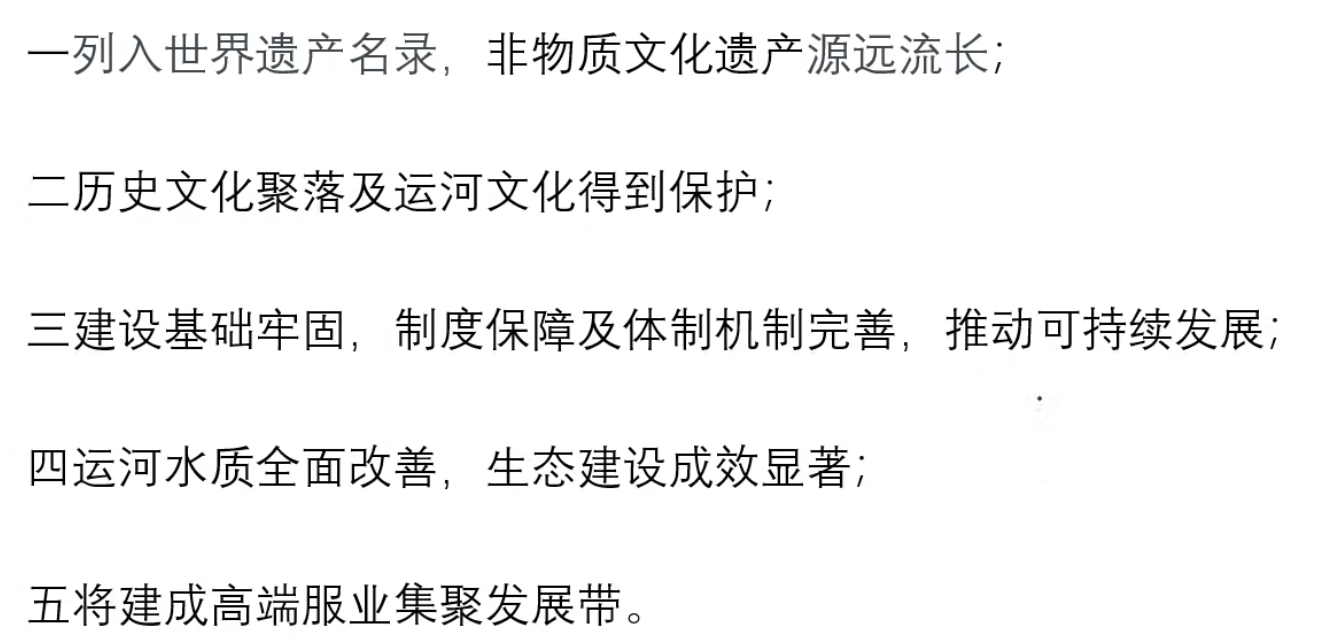 一列入世界遗产名录，非物质文化遗产源远流长；
二历史文化聚落及运河文化得到保护；
三建设基础牢固，制度保障及体制机制完善，推动可持续发展；
四运河水质全面改善，生态建设成效显著；
五将建成高端服业集聚发展带。